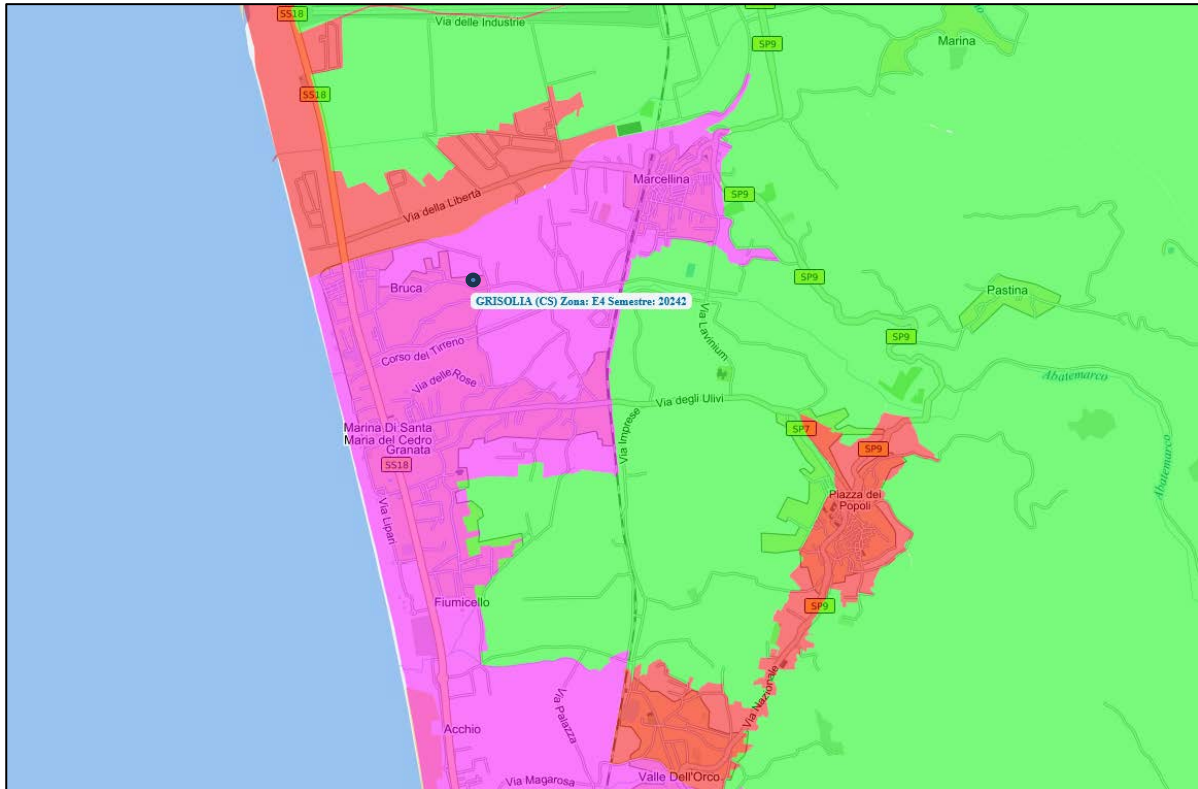 SS18
Via delle Industrie
SP9
SP9
Marina
SS18
Marcellina
Via della Libertà
SP9
SP9
Bruca
GRISOLIA (CS) Zona: E4 Semestre: 20242
Pastina
Via Lavinium
SP9
Corso del Tirreno
Abatemarco
Via delle Rose
Via degli Ulivi
Marina Di Santa
Maria del Cedro
Granata
Via Imprese
SP7
SP9
SS18
Abatemarco
Piazza dei
Popoli
Via Lipari
Fiumicello
SP9
Via Nazionale
Via Palazza
Acchio
Via Magarosa
Valle Dell'Orco